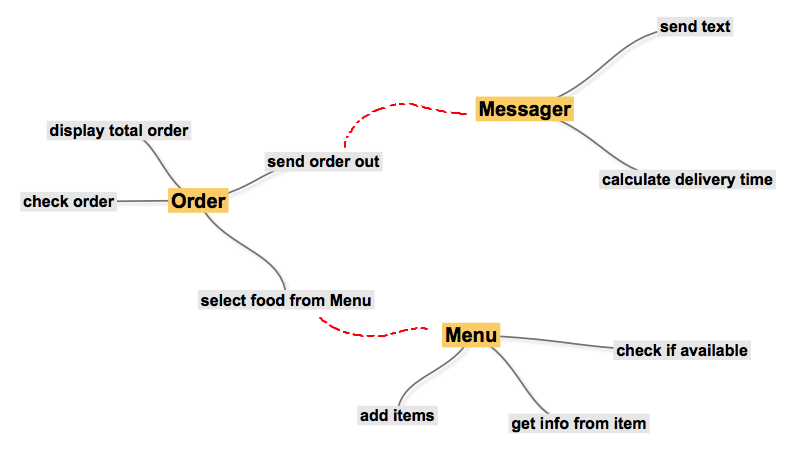 send text
Messager
display total order
send order out
calculate delivery time
check order
Order
select food from Menu
Menu
check if available
add items
get info from item